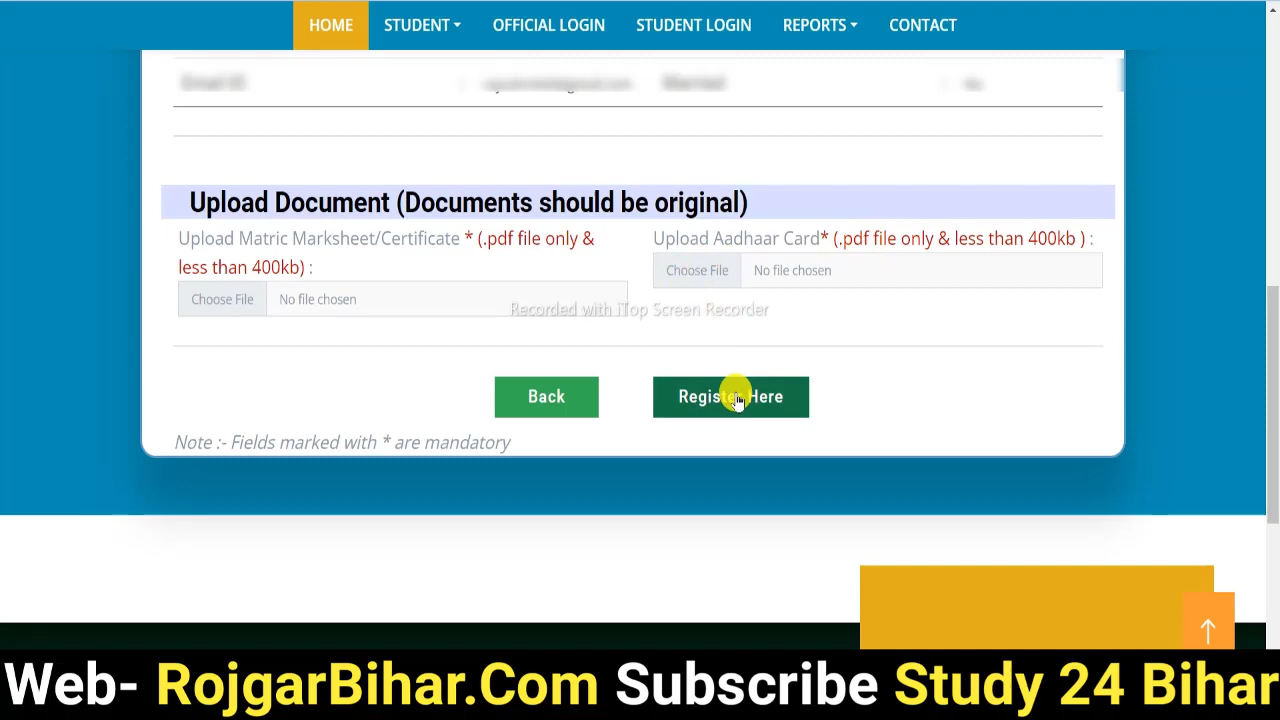 HOME STUDENT OFFICIAL LOGIN STUDENT LOGIN REPORTS CONTACT
Upload Document (Documents should be original)
Upload Matric Marksheet/Certificate * (.pdf file only &
less than 400kb) :
Choose File No file chosen
Upload Aadhaar Card* (.pdf file only & less than 400kb ) :
Choose File No file chosen
Recorded with iTop Screen Recorder
Back Register Here
Note :- Fields marked with * are mandatory
Web- RojgarBihar.Com Subscribe Study 24 Bihar